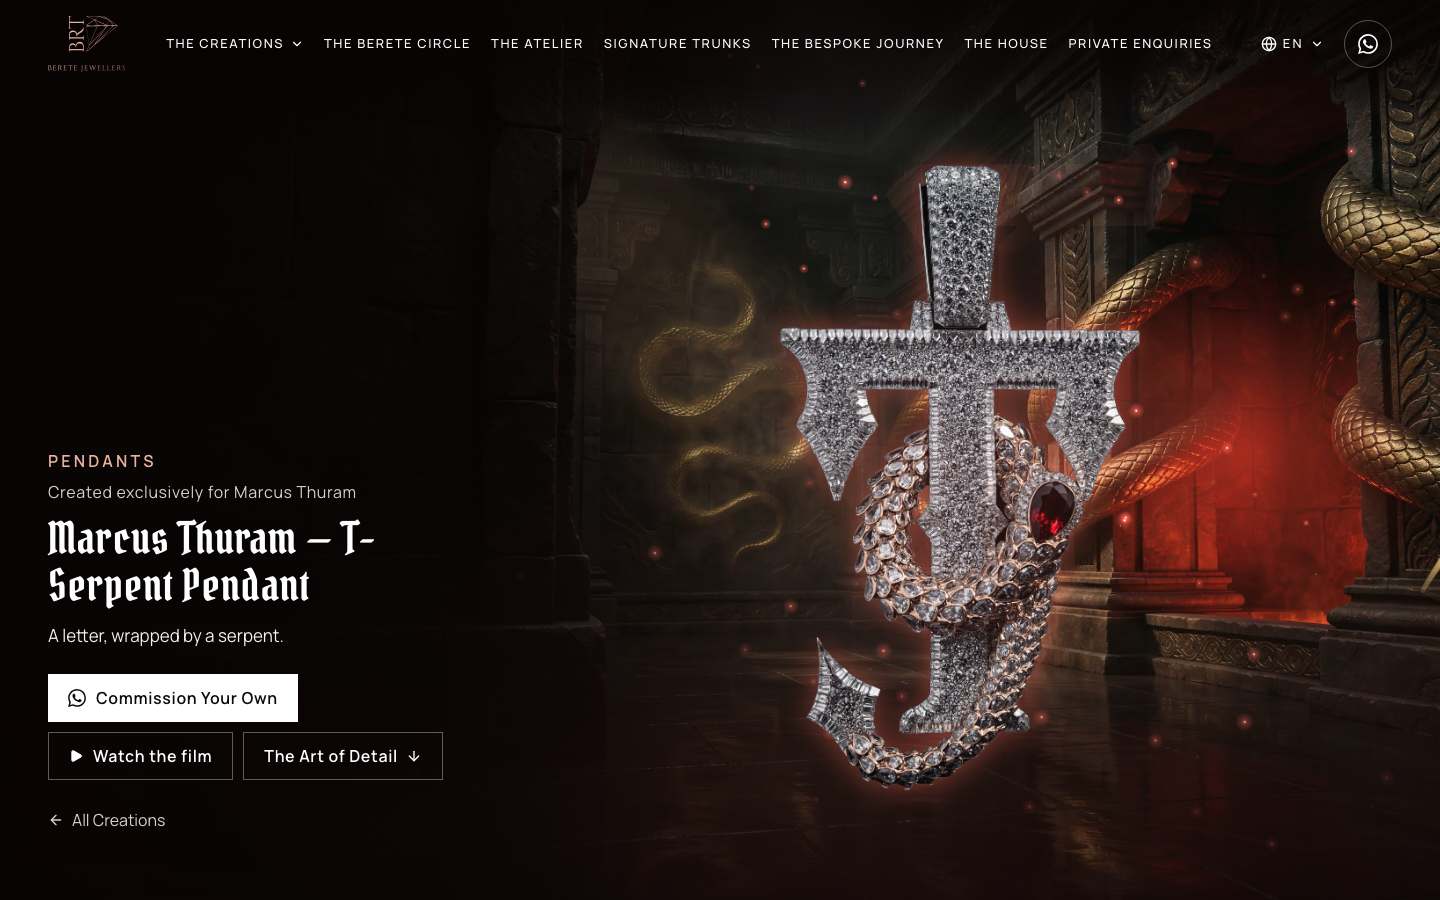 BRT
BERETE JEWELLERS
THE CREATIONS
THE BERETE CIRCLE
THE ATELIER
SIGNATURE TRUNKS
THE BESPOKE JOURNEY
THE HOUSE
PRIVATE ENQUIRIES
EN
PENDANTS
Created exclusively for Marcus Thuram
Marcus Thuram – T-
Serpent Pendant
A letter, wrapped by a serpent.
Commission Your Own
Watch the film
The Art of Detail
All Creations